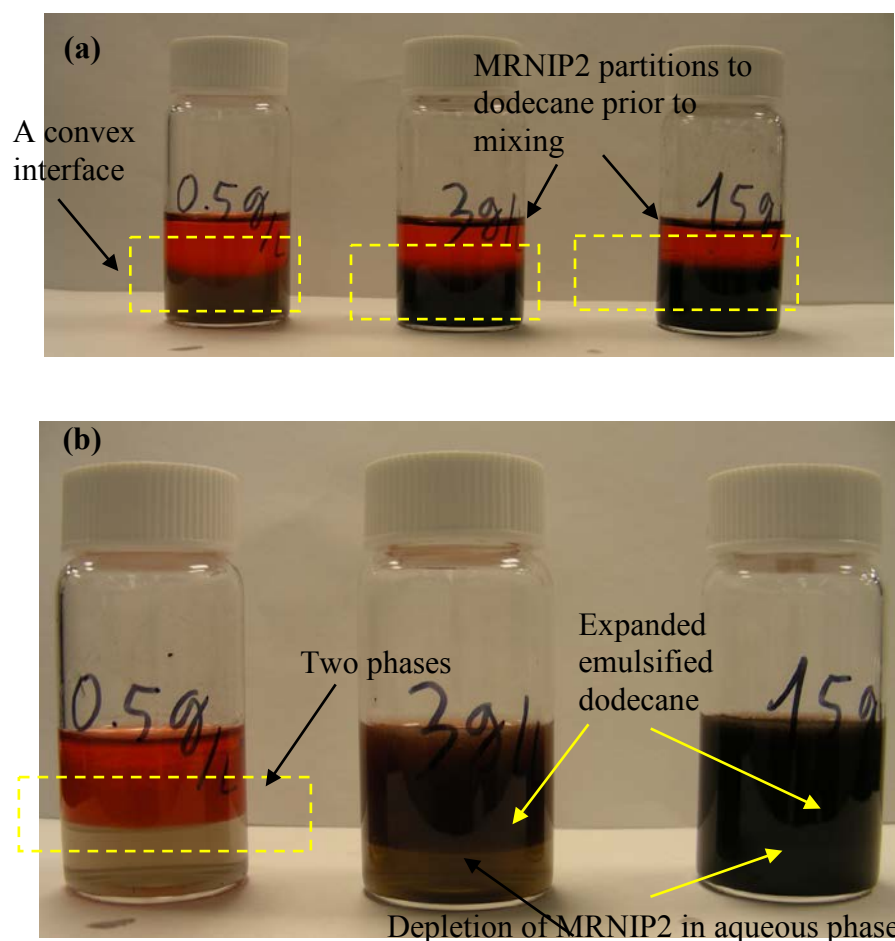 (a)
MRNIP2 partitions to
dodecane prior to
mixing
A convex
interface
0.5g/L
3g/l
15g/
(b)
Expanded
emulsified
dodecane
Two phases
0.5g/L
3g/l
15g
Depletion of MRNIP2 in aqueous phase